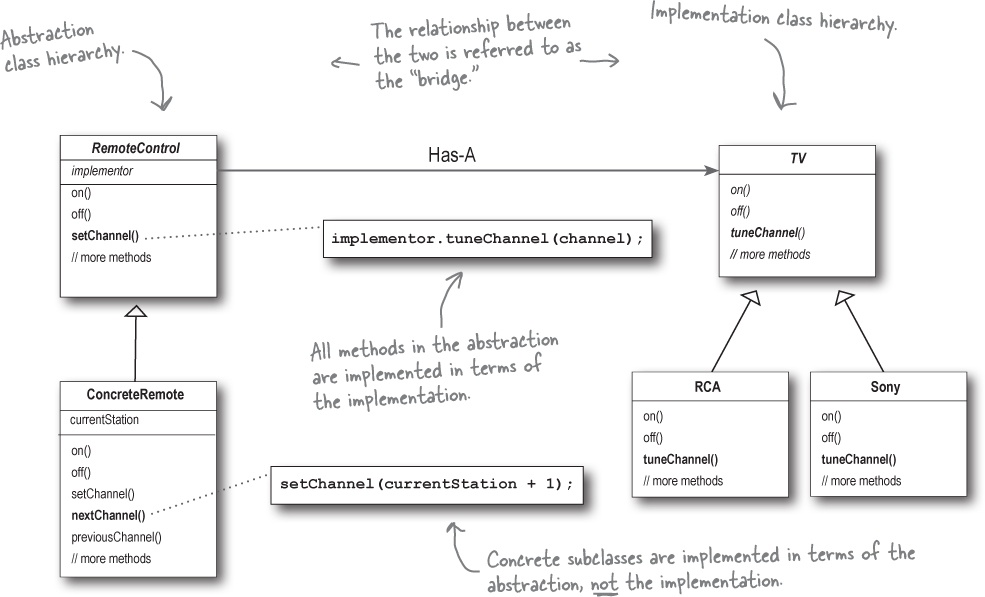 Abstraction
class hierarchy.
The relationship between
the two is referred to as
the "bridge."
Implementation class hierarchy.
RemoteControl
implementor
on()
off()
setChannel()
// more methods
Has-A
TV
on()
off()
tuneChannel()
// more methods
implementor.tuneChannel(channel);
All methods in the abstraction
are implemented in terms of
the implementation.
ConcreteRemote
currentStation
on()
off()
setChannel()
nextChannel()
previousChannel()
// more methods
setChannel(currentStation + 1);
RCA
on()
off()
tuneChannel()
// more methods
Sony
on()
off()
tuneChannel()
// more methods
Concrete subclasses are implemented in terms of the
abstraction, not the implementation.